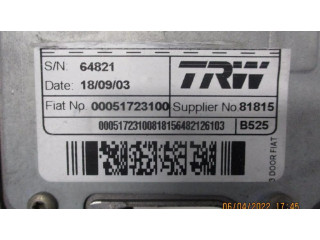 S/N: 64821
TRW
Date: 18/09/03
Fiat No. 00051723100 Supplier No. 81815
00051723100818156482126103 B525
3 DOOR FIAT
06/04/2022 17:45